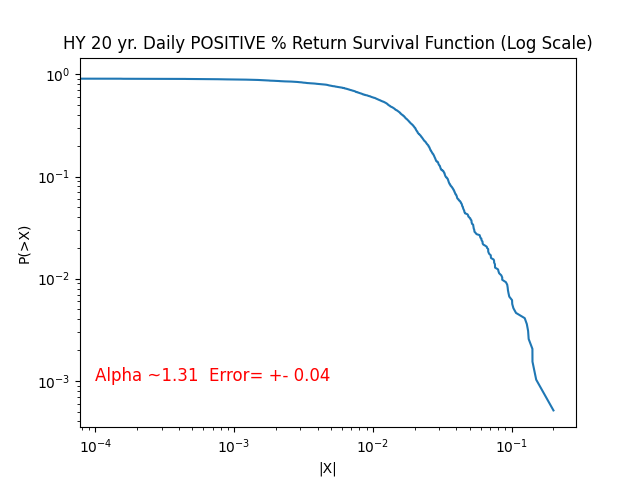 HY 20 yr. Daily POSITIVE % Return Survival Function (Log Scale)
10⁰
10⁻¹
10⁻²
10⁻³
P(>X)
Alpha ~1.31  Error= +- 0.04
10⁻⁴
10⁻³
10⁻²
10⁻¹
|X|